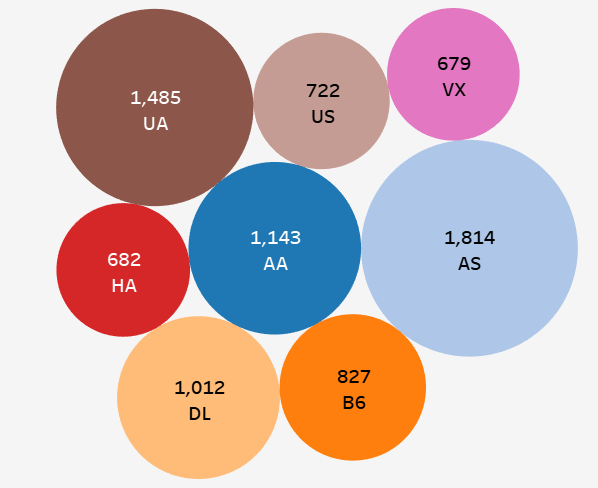 1,485
UA
722
US
679
VX
682
HA
1,143
AA
1,814
AS
1,012
DL
827
B6